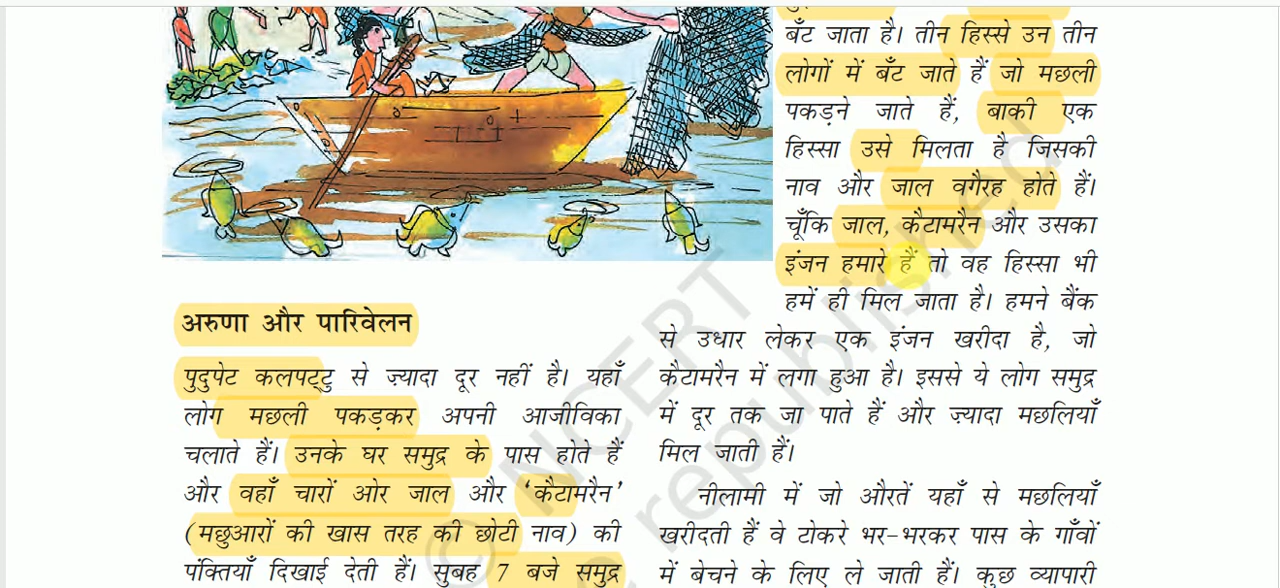 अरुणा और पारिवेलन
पुदुपेट कलपट्टु से ज़्यादा दूर नहीं है। यहाँ
लोग मछली पकड़कर अपनी आजीविका
चलाते हैं। उनके घर समुद्र के पास होते हैं
और वहाँ चारों ओर जाल और ‘कैटामरैन’
(मछुआरों की खास तरह की छोटी नाव) की
पंक्तियाँ दिखाई देती हैं। सुबह 7 बजे समुद्र
बँट जाता है। तीन हिस्से उन तीन
लोगों में बँट जाते हैं जो मछली
पकड़ने जाते हैं, बाकी एक
हिस्सा उसे मिलता है जिसकी
नाव और जाल वगैरह होते हैं।
चूँकि जाल, कैटामरैन और उसका
इंजन हमारे हैं तो वह हिस्सा भी
हमें ही मिल जाता है। हमने बैंक
से उधार लेकर एक इंजन खरीदा है, जो
कैटामरैन में लगा हुआ है। इससे ये लोग समुद्र
में दूर तक जा पाते हैं और ज़्यादा मछलियाँ
मिल जाती हैं।
नीलामी में जो औरतें यहाँ से मछलियाँ
खरीदती हैं वे टोकरे भर-भरकर पास के गाँवों
में बेचने के लिए ले जाती हैं। कुछ व्यापारी
© NCERT
republished